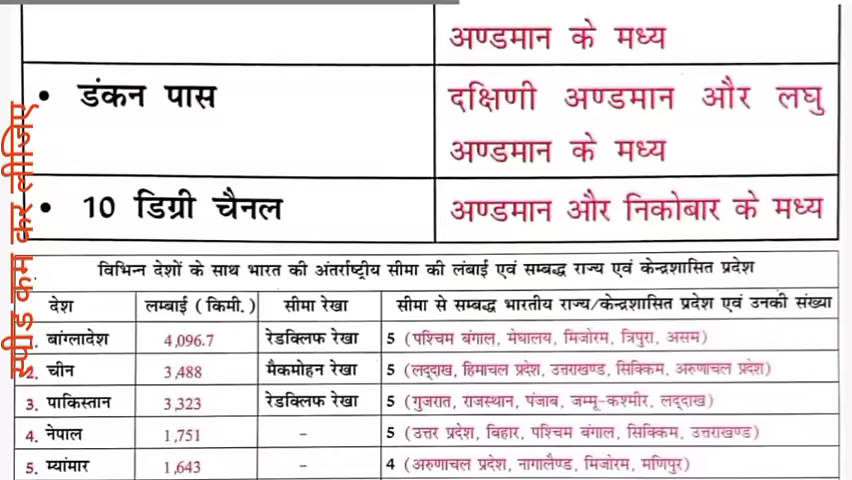 अण्डमान के मध्य
• डंकन पास दक्षिणी अण्डमान और लघु
अण्डमान के मध्य
• 10 डिग्री चैनल अण्डमान और निकोबार के मध्य
स्पीड कम कर लीजिए
विभिन्न देशों के साथ भारत की अंतर्राष्ट्रीय सीमा की लंबाई एवं सम्बद्ध राज्य एवं केन्द्रशासित प्रदेश
देश लम्बाई (किमी.) सीमा रेखा सीमा से सम्बद्ध भारतीय राज्य/केन्द्रशासित प्रदेश एवं उनकी संख्या
1. बांग्लादेश 4,096.7 रेडक्लिफ रेखा 5 (पश्चिम बंगाल, मेघालय, मिजोरम, त्रिपुरा, असम)
2. चीन 3,488 मैकमोहन रेखा 5 (लद्दाख, हिमाचल प्रदेश, उत्तराखण्ड, सिक्किम, अरुणाचल प्रदेश)
3. पाकिस्तान 3,323 रेडक्लिफ रेखा 5 (गुजरात, राजस्थान, पंजाब, जम्मू-कश्मीर, लद्दाख)
4. नेपाल 1,751 – 5 (उत्तर प्रदेश, बिहार, पश्चिम बंगाल, सिक्किम, उत्तराखण्ड)
5. म्यांमार 1,643 – 4 (अरुणाचल प्रदेश, नागालैण्ड, मिजोरम, मणिपुर)